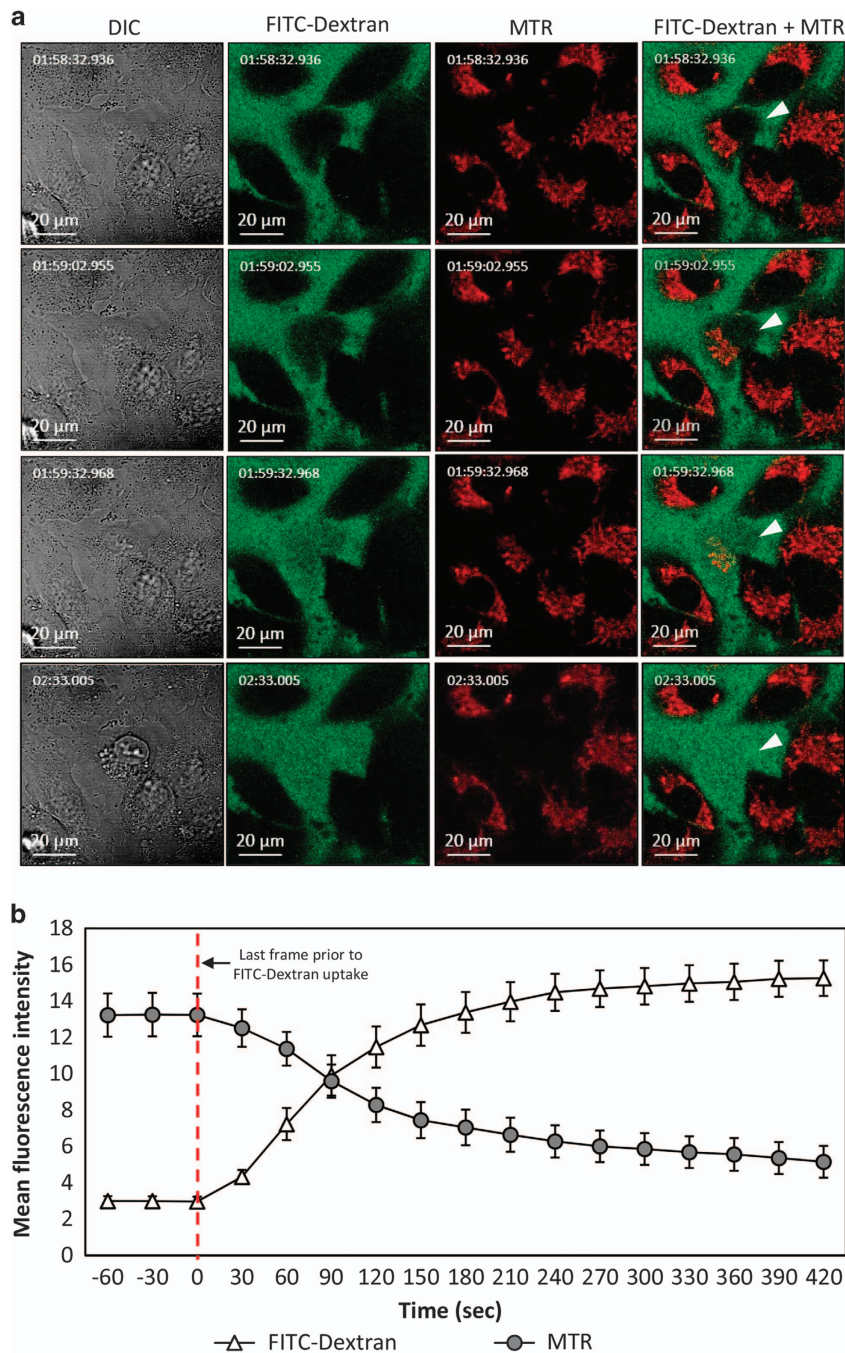 a
DIC FITC-Dextran MTR FITC-Dextran + MTR
01:58:32.936 01:58:32.936 01:58:32.936 01:58:32.936
20 µm 20 µm 20 µm 20 µm
01:59:02.955 01:59:02.955 01:59:02.955 01:59:02.955
20 µm 20 µm 20 µm 20 µm
01:59:32.968 01:59:32.968 01:59:32.968 01:59:32.968
20 µm 20 µm 20 µm 20 µm
02:33.005 02:33.005 02:33.005 02:33.005
20 µm 20 µm 20 µm 20 µm
b
Mean fluorescence intensity
18
16
14
12
10
8
6
4
2
0
Last frame prior to
FITC-Dextran uptake
-60 -30 0 30 60 90 120 150 180 210 240 270 300 330 360 390 420
Time (sec)
FITC-Dextran MTR